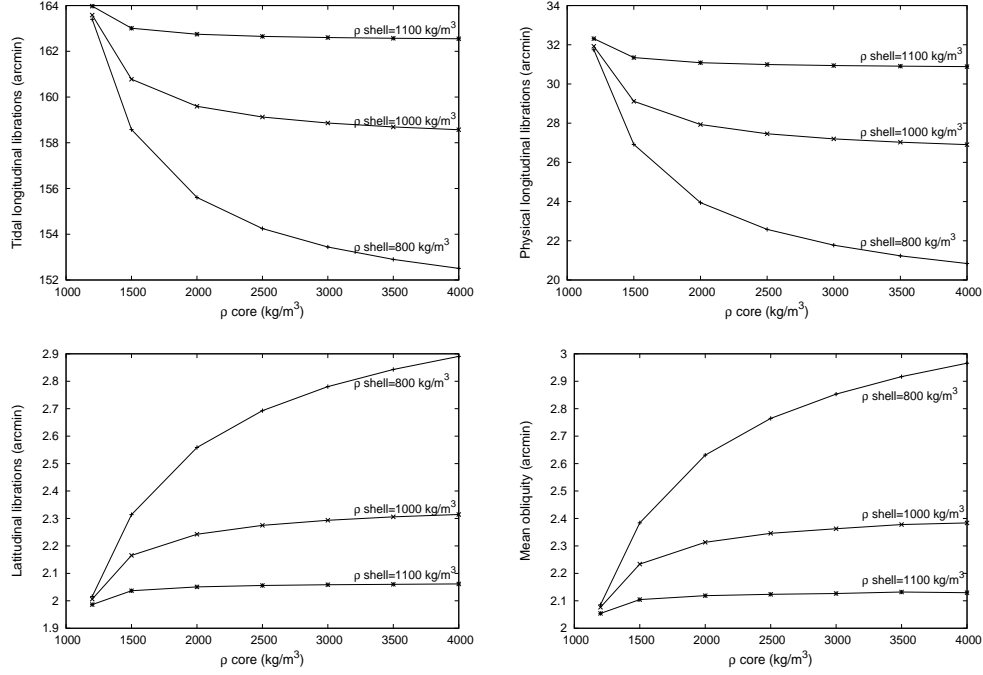 Tidal longitudinal librations (arcmin)
164
162
160
158
156
154
152
ρ shell=1100 kg/m³
ρ shell=1000 kg/m³
ρ shell=800 kg/m³
1000 1500 2000 2500 3000 3500 4000
ρ core (kg/m³)
Physical longitudinal librations (arcmin)
34
32
30
28
26
24
22
20
ρ shell=1100 kg/m³
ρ shell=1000 kg/m³
ρ shell=800 kg/m³
1000 1500 2000 2500 3000 3500 4000
ρ core (kg/m³)
Latitudinal librations (arcmin)
2.9
2.8
2.7
2.6
2.5
2.4
2.3
2.2
2.1
2
1.9
ρ shell=800 kg/m³
ρ shell=1000 kg/m³
ρ shell=1100 kg/m³
1000 1500 2000 2500 3000 3500 4000
ρ core (kg/m³)
Mean obliquity (arcmin)
3
2.9
2.8
2.7
2.6
2.5
2.4
2.3
2.2
2.1
2
ρ shell=800 kg/m³
ρ shell=1000 kg/m³
ρ shell=1100 kg/m³
1000 1500 2000 2500 3000 3500 4000
ρ core (kg/m³)